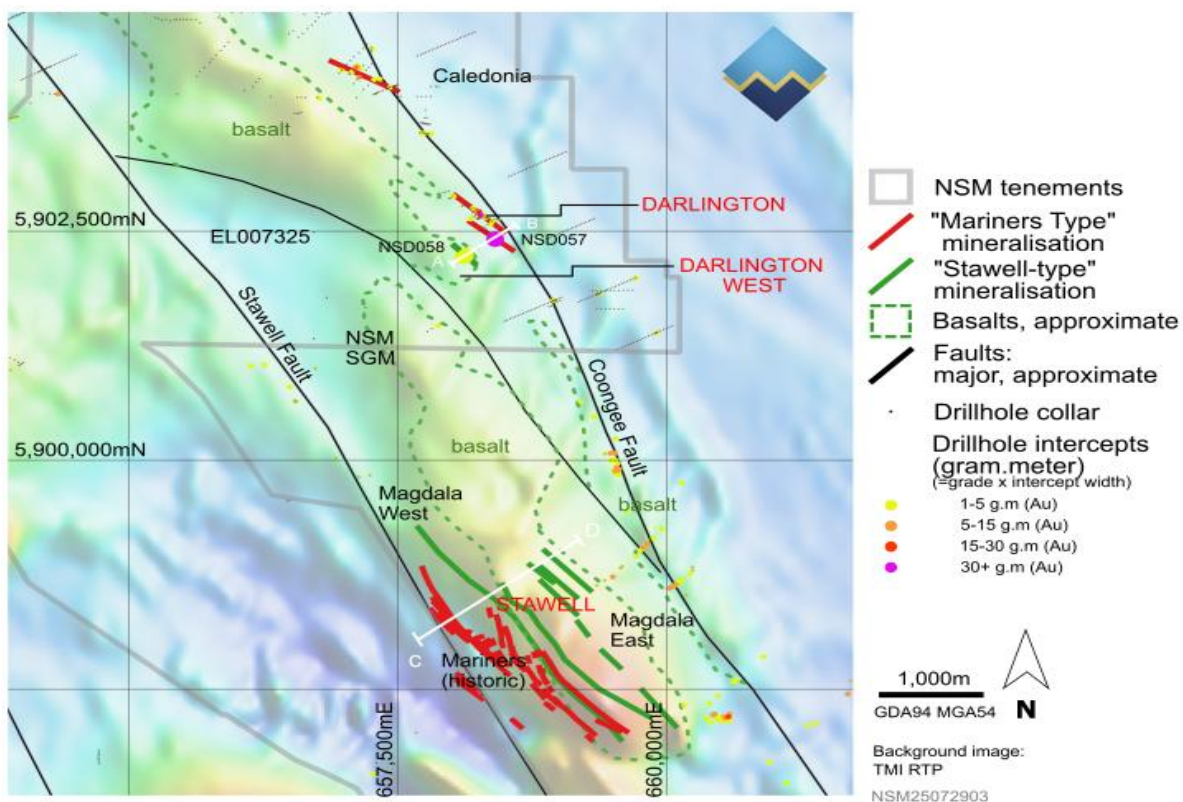 Caledonia
basalt
5,902,500mN
EL007325
DARLINGTON
B
NSD058
NSD057
A
DARLINGTON
WEST
Stawell Fault
NSM
SGM
Coongee Fault
5,900,000mN
basalt
Magdala
West
basalt
D
STAWELL
Magdala
East
C
Mariners
(historic)
657,500mE
660,000mE
NSM tenements
"Mariners Type"
mineralisation
"Stawell-type"
mineralisation
Basalts, approximate
Faults:
major, approximate
Drillhole collar
Drillhole intercepts
(gram.meter)
(=grade x intercept width)
1-5 g.m (Au)
5-15 g.m (Au)
15-30 g.m (Au)
30+ g.m (Au)
1,000m
GDA94 MGA54
N
Background image:
TMI RTP
NSM25072903